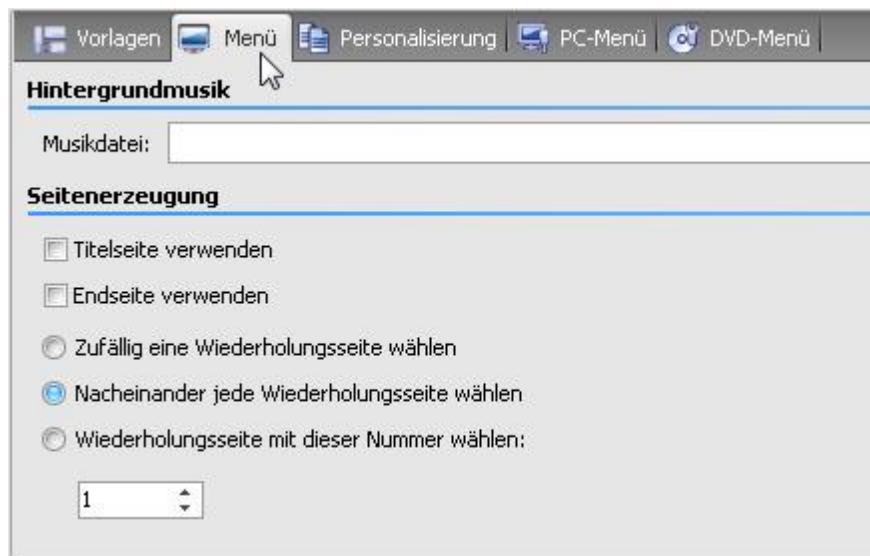 Vorlagen Menü Personalisierung PC-Menü DVD-Menü
Hintergrundmusik
Musikdatei:
Seitenerzeugung
Titelseite verwenden
Endseite verwenden
Zufällig eine Wiederholungsseite wählen
Nacheinander jede Wiederholungsseite wählen
Wiederholungsseite mit dieser Nummer wählen:
1